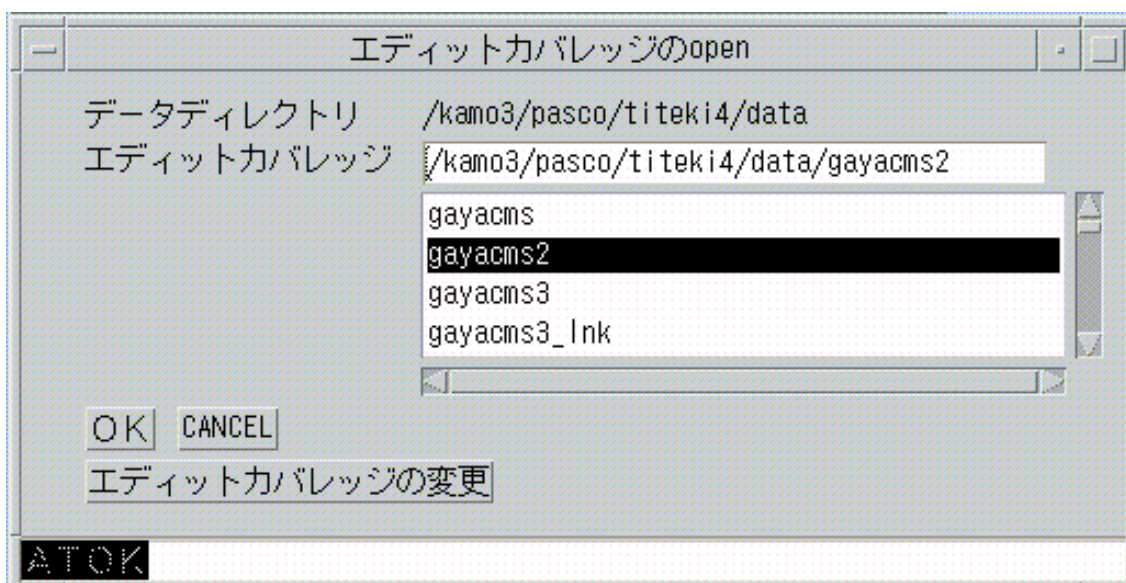 エディットカバレッジのopen
データディレクトリ /kamo3/pasco/titeki4/data
エディットカバレッジ /kamo3/pasco/titeki4/data/gayacms2
gayacms
gayacms2
gayacms3
gayacms3_lnk
ＯＫ CANCEL
エディットカバレッジの変更
ＡＴＯＫ